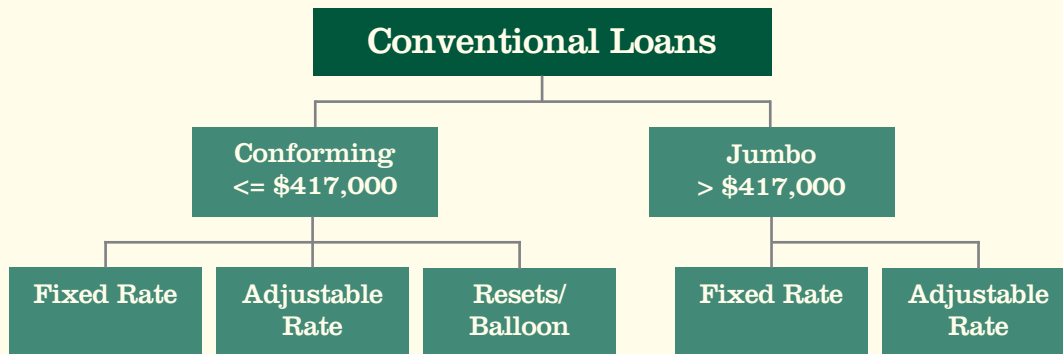 Conventional Loans
Conforming
<= $417,000
Jumbo
> $417,000
Fixed Rate
Adjustable
Rate
Resets/
Balloon
Fixed Rate
Adjustable
Rate